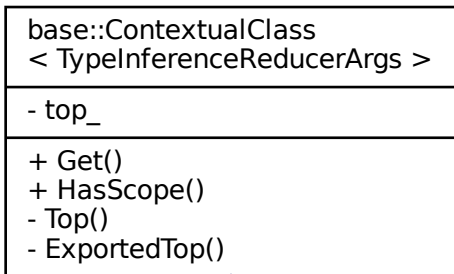 base::ContextualClass
< TypeInferenceReducerArgs >
- top_
+ Get()
+ HasScope()
- Top()
- ExportedTop()